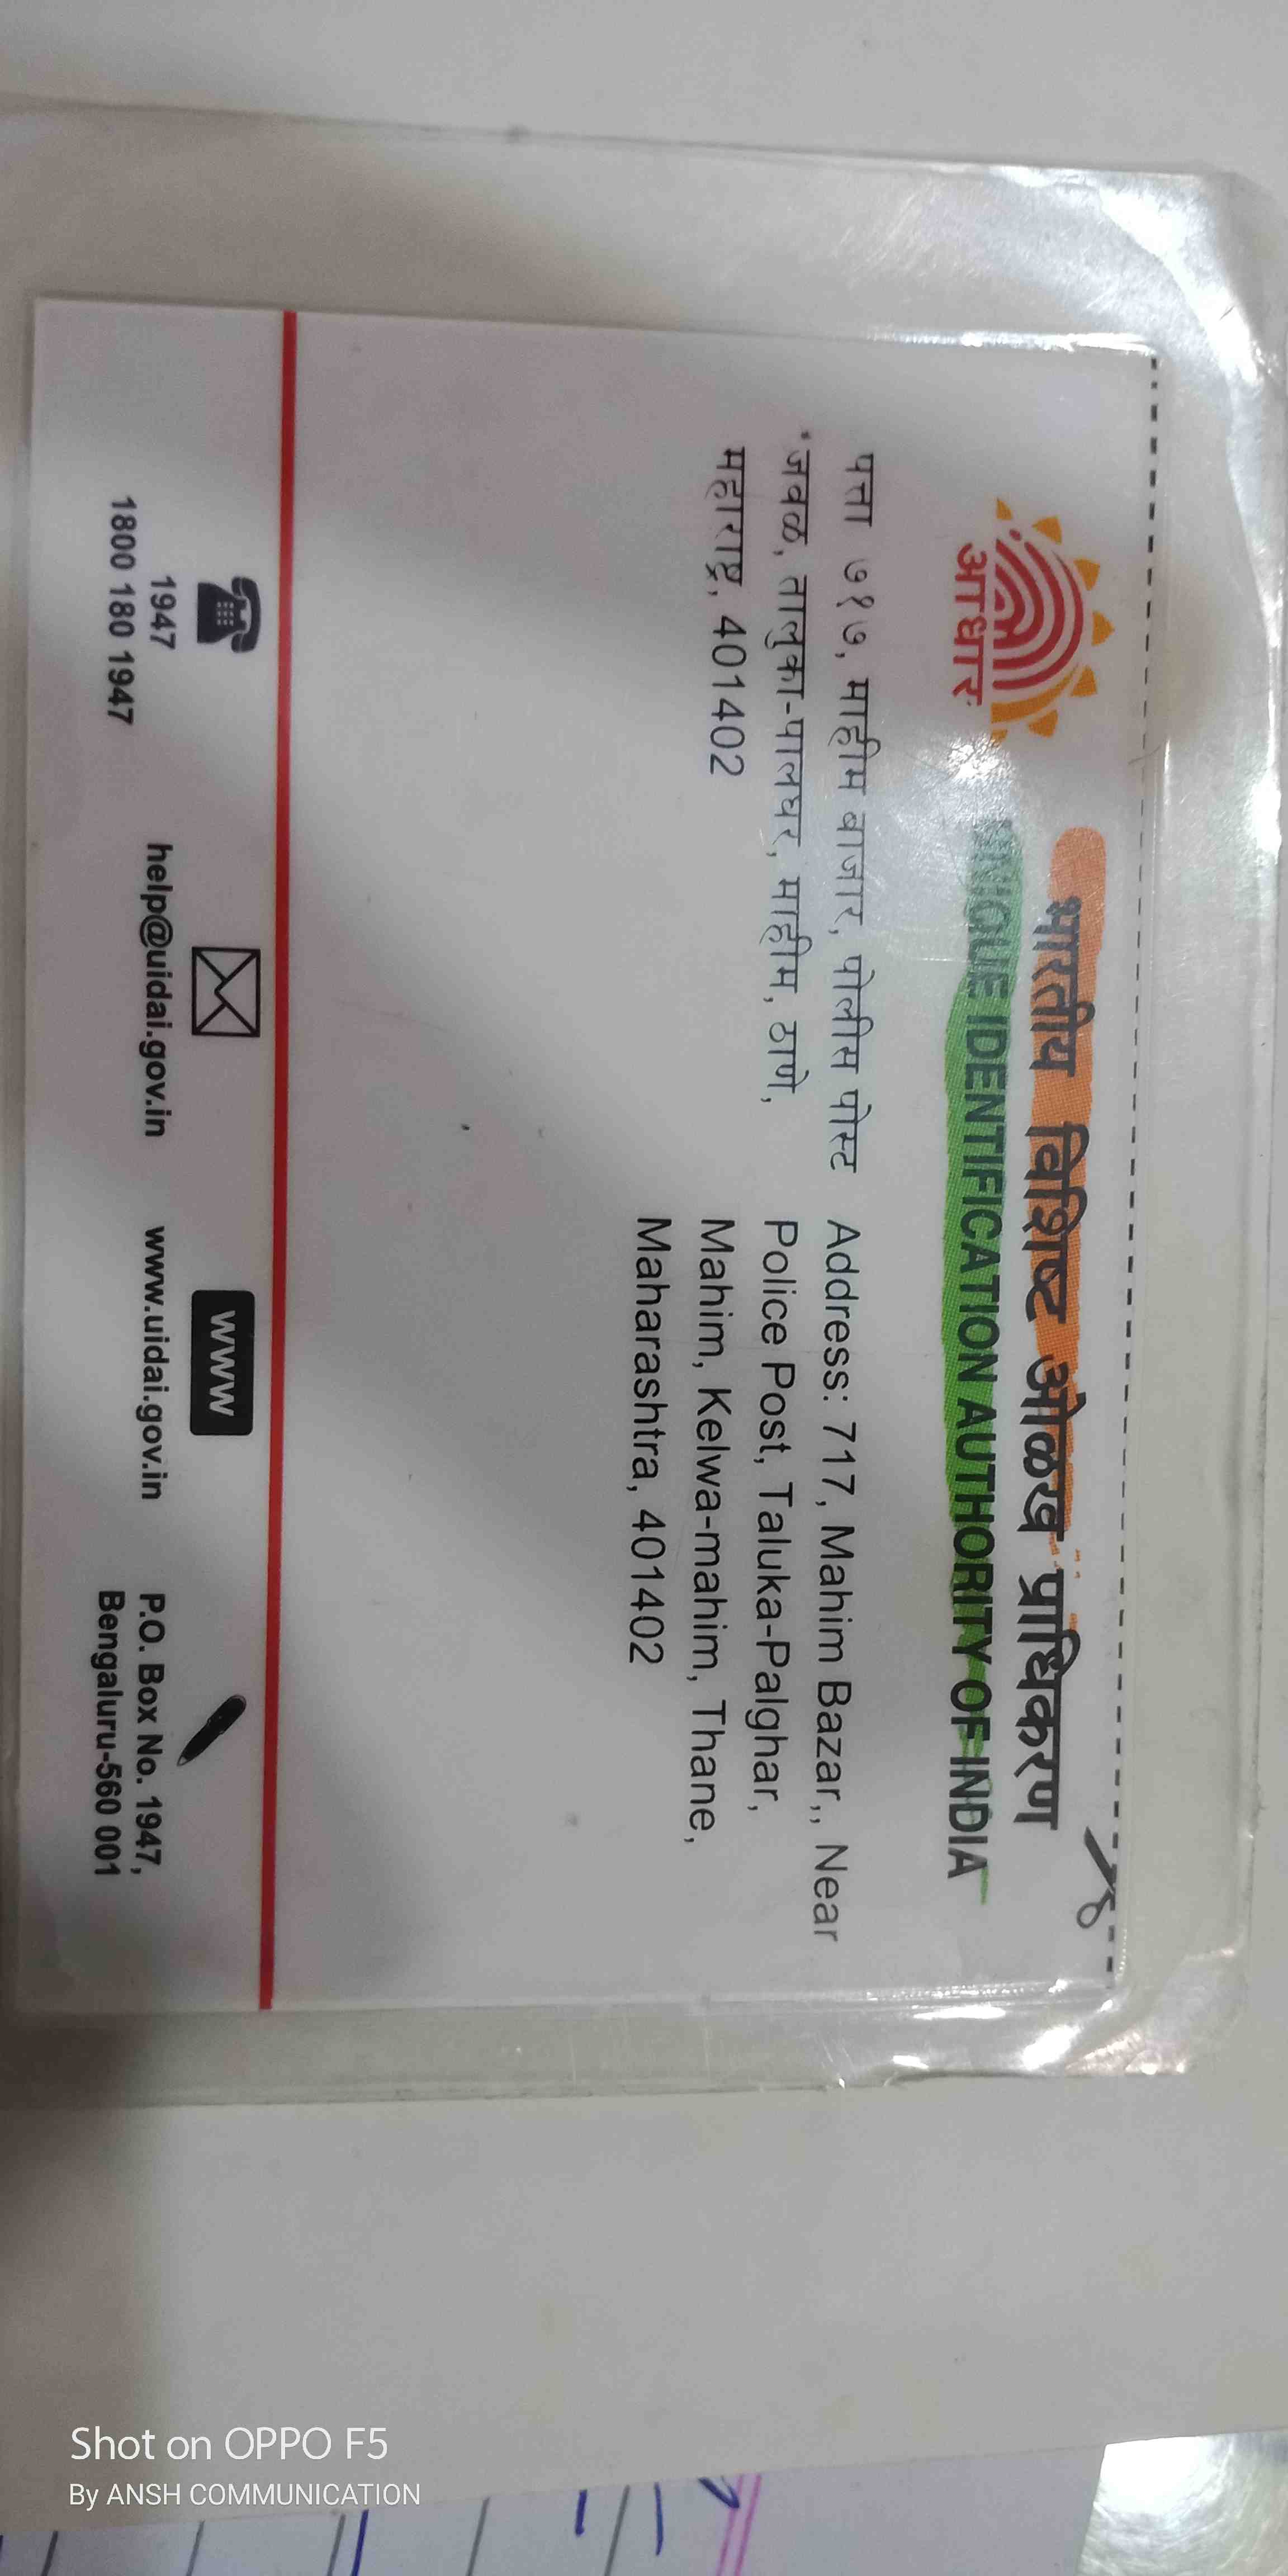 भारतीय विशिष्ट ओळख प्राधिकरण
UNIQUE IDENTIFICATION AUTHORITY OF INDIA
आधार
पत्ता ७१७, माहीम बाजार, पोलीस पोस्ट
जवळ, तालुका-पालघर, माहीम, ठाणे,
महाराष्ट्र, 401402
Address: 717, Mahim Bazar,, Near
Police Post, Taluka-Palghar,
Mahim, Kelwa-mahim, Thane,
Maharashtra, 401402
1947
1800 180 1947
help@uidai.gov.in
www
www.uidai.gov.in
P.O. Box No. 1947,
Bengaluru-560 001
Shot on OPPO F5
By ANSH COMMUNICATION